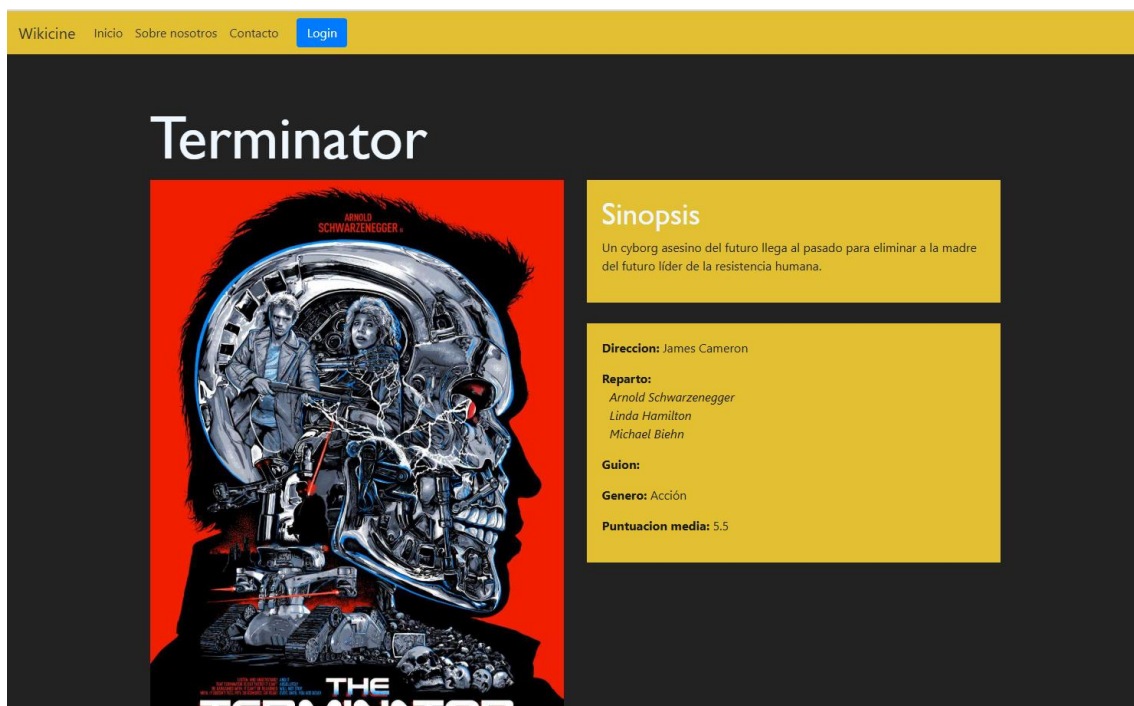 Wikicine Inicio Sobre nosotros Contacto Login
Terminator
ARNOLD
SCHWARZENEGGER
Sinopsis
Un cyborg asesino del futuro llega al pasado para eliminar a la madre
del futuro líder de la resistencia humana.
Direccion: James Cameron
Reparto:
Arnold Schwarzenegger
Linda Hamilton
Michael Biehn
Guion:
Genero: Acción
Puntuacion media: 5.5
THE
TERMINATOR